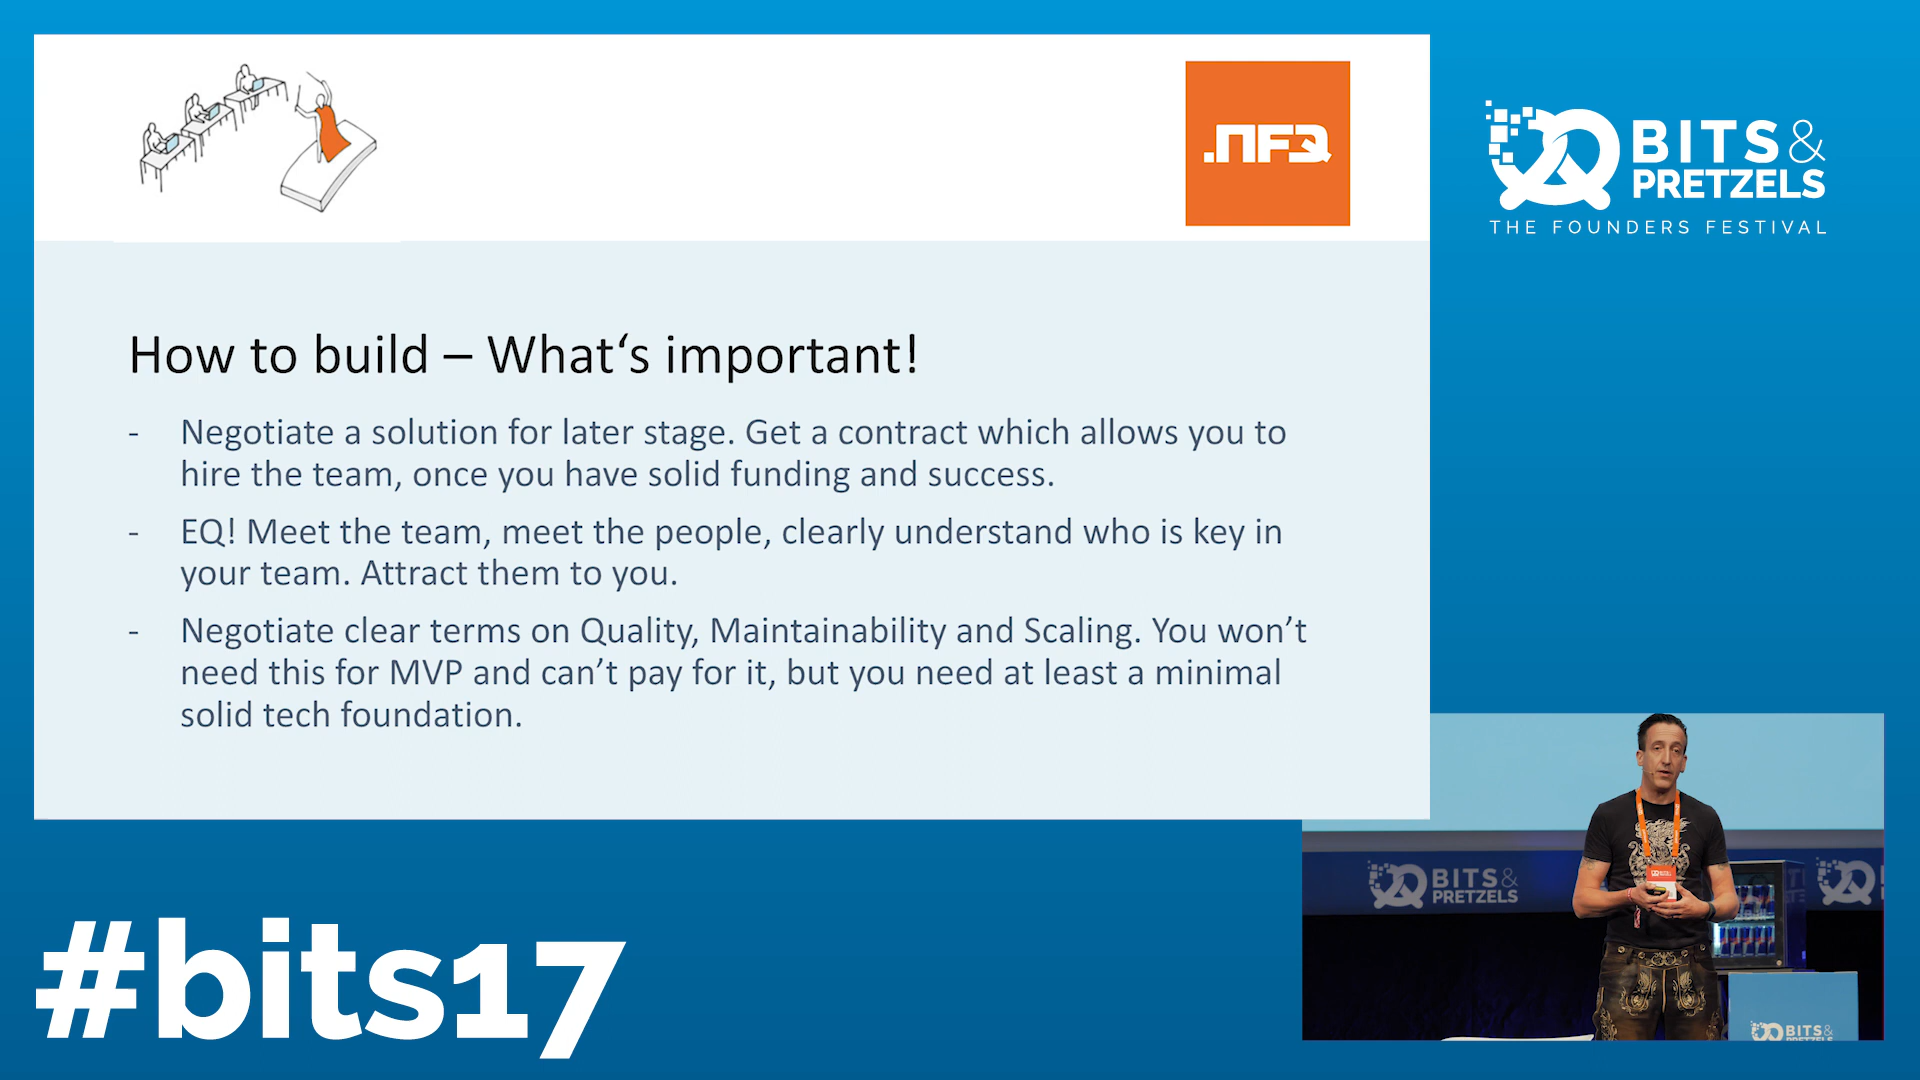 .NFQ
BITS&
PRETZELS
THE FOUNDERS FESTIVAL
How to build – What‘s important!
- Negotiate a solution for later stage. Get a contract which allows you to
hire the team, once you have solid funding and success.
- EQ! Meet the team, meet the people, clearly understand who is key in
your team. Attract them to you.
- Negotiate clear terms on Quality, Maintainability and Scaling. You won’t
need this for MVP and can’t pay for it, but you need at least a minimal
solid tech foundation.
BITS&
PRETZELS
BITS&
PRETZELS
#bits17